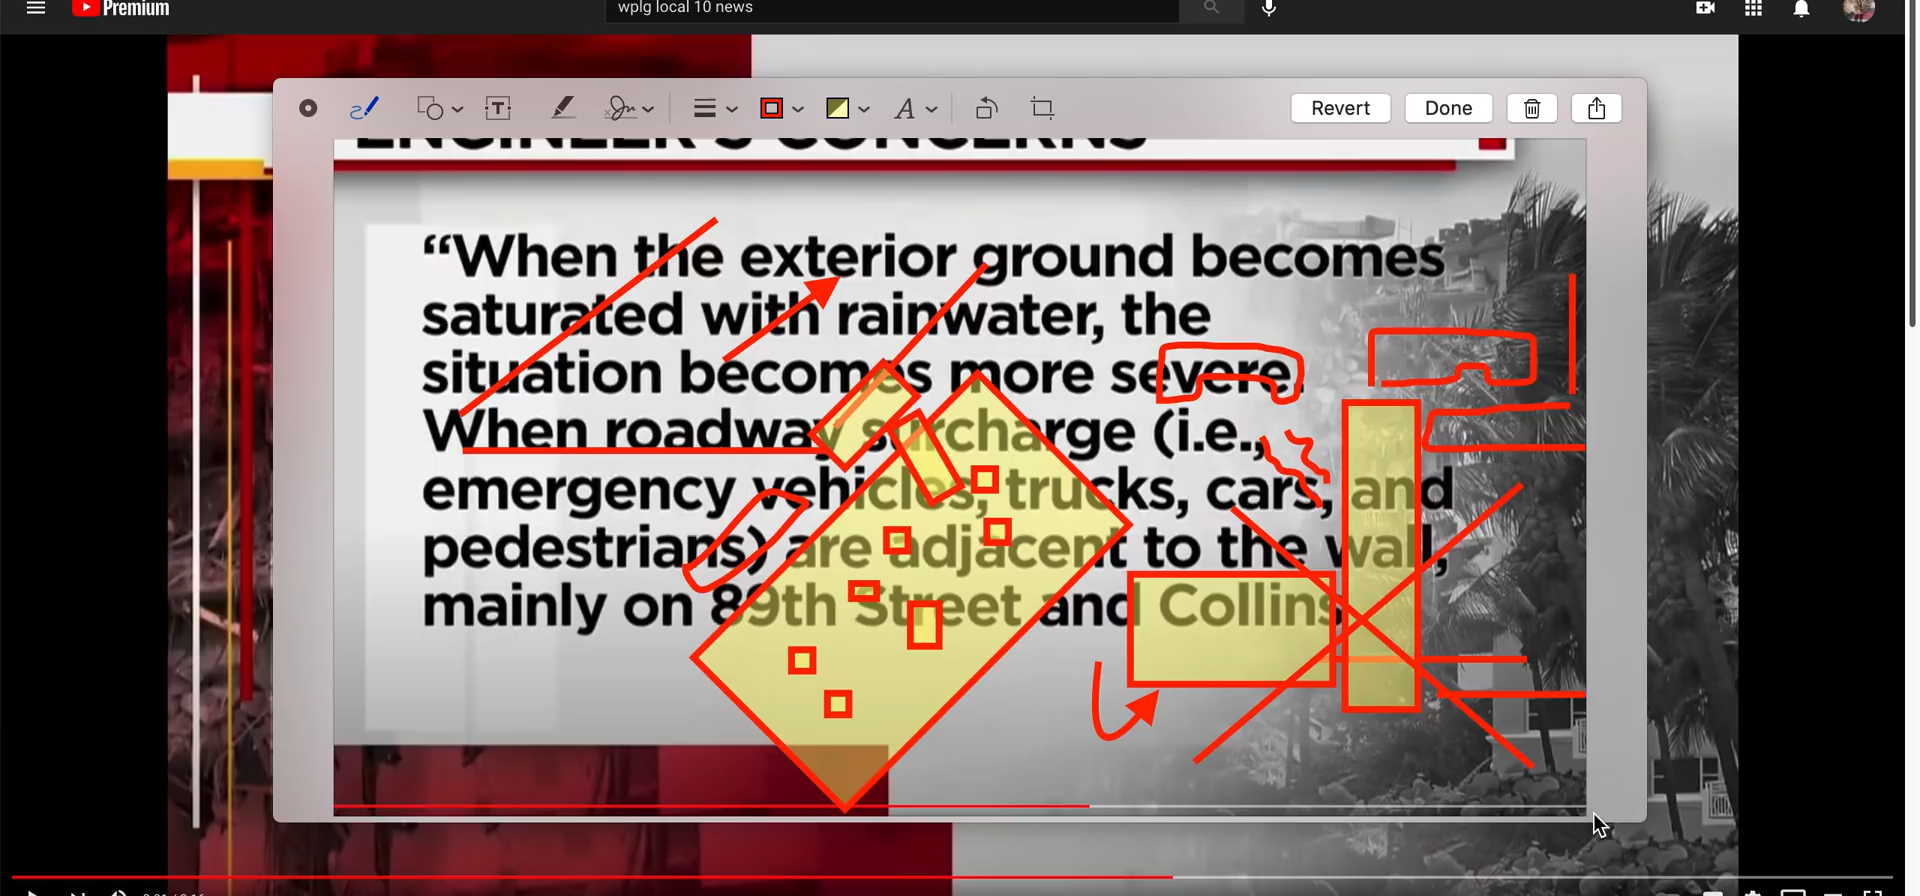 Premium
wplg local 10 news
Revert
Done
ENGINEER'S CONCERNS
“When the exterior ground becomes
saturated with rainwater, the
situation becomes more severe.
When roadway surcharge (i.e.,
emergency vehicles, trucks, cars, and
pedestrians) are adjacent to the wall,
mainly on 89th Street and Collins